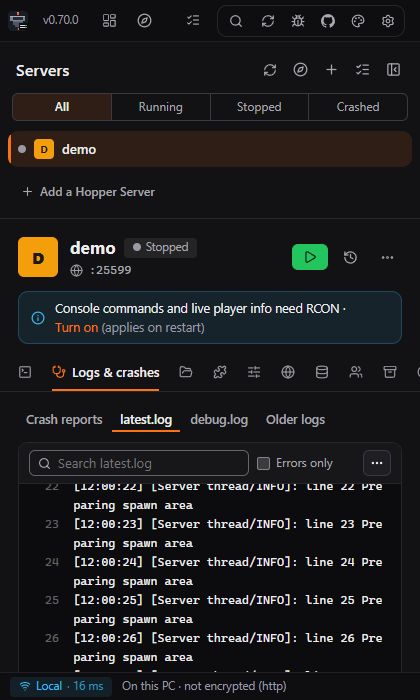 v0.70.0
Servers
All
Running
Stopped
Crashed
D
demo
Add a Hopper Server
D
demo
Stopped
:25599
Console commands and live player info need RCON ·
Turn on (applies on restart)
Logs & crashes
Crash reports
latest.log
debug.log
Older logs
Search latest.log
Errors only
22 [12:00:22] [Server thread/INFO]: line 22 Pre
paring spawn area
23 [12:00:23] [Server thread/INFO]: line 23 Pre
paring spawn area
24 [12:00:24] [Server thread/INFO]: line 24 Pre
paring spawn area
25 [12:00:25] [Server thread/INFO]: line 25 Pre
paring spawn area
26 [12:00:26] [Server thread/INFO]: line 26 Pre
paring spawn area
Local · 16 ms
On this PC · not encrypted (http)